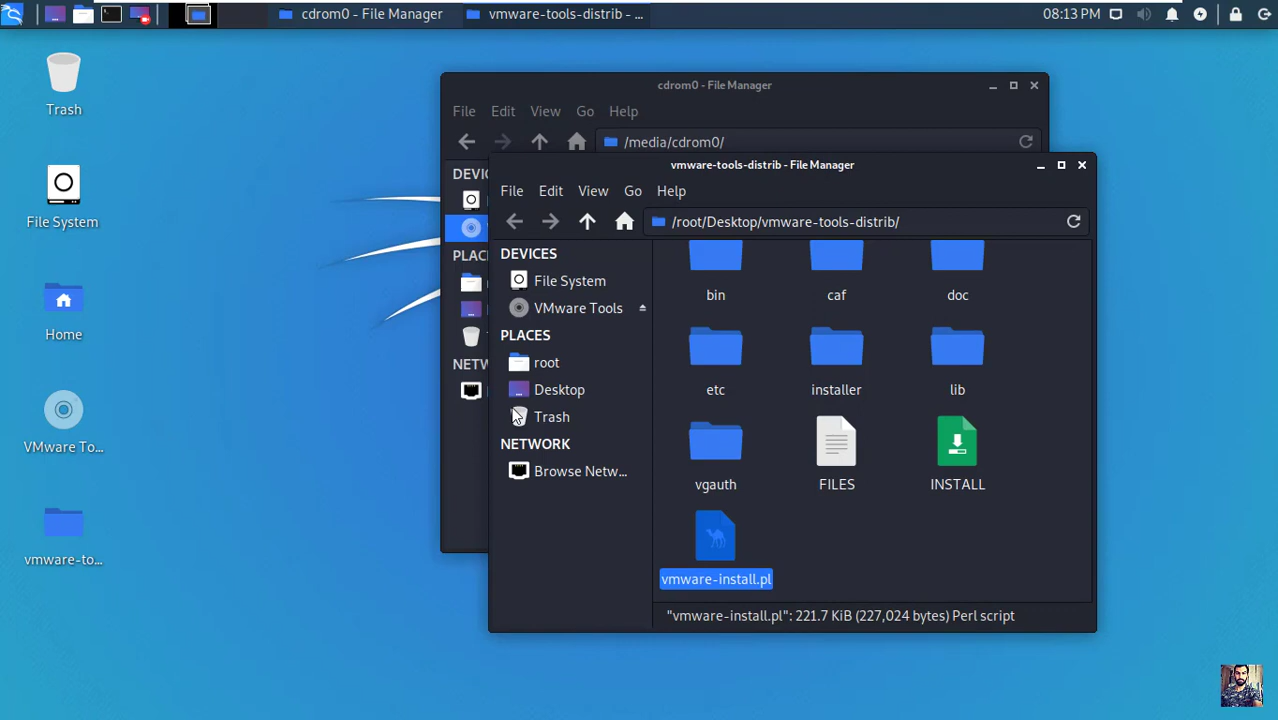 cdrom0 - File Manager
vmware-tools-distrib - ...
08:13 PM
Trash
File System
Home
VMware To...
vmware-to...
cdrom0 - File Manager
File Edit View Go Help
/media/cdrom0/
DEVIC
PLAC
NETW
vmware-tools-distrib - File Manager
File Edit View Go Help
/root/Desktop/vmware-tools-distrib/
DEVICES
File System
VMware Tools
PLACES
root
Desktop
Trash
NETWORK
Browse Netw...
bin caf doc
etc installer lib
vgauth FILES INSTALL
vmware-install.pl
"vmware-install.pl": 221.7 KiB (227,024 bytes) Perl script